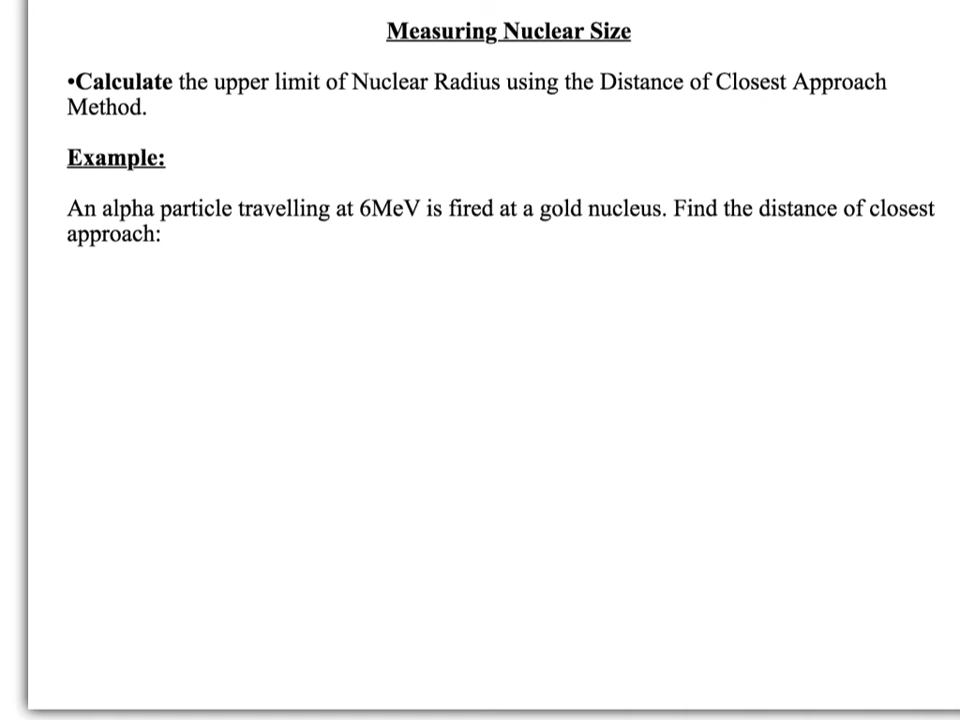 Measuring Nuclear Size
•Calculate the upper limit of Nuclear Radius using the Distance of Closest Approach
Method.
Example:
An alpha particle travelling at 6MeV is fired at a gold nucleus. Find the distance of closest
approach: